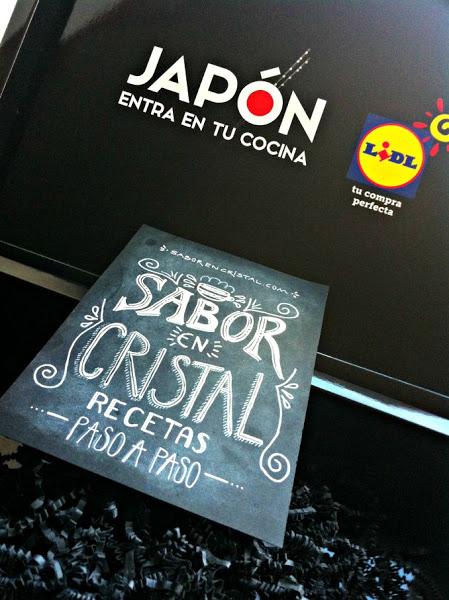 JAPÓN
ENTRA EN TU COCINA
LiDL
tu compra
perfecta
SABORENCRISTAL.COM
SABOR
EN
CRISTAL
RECETAS
...— PASO A PASO —...